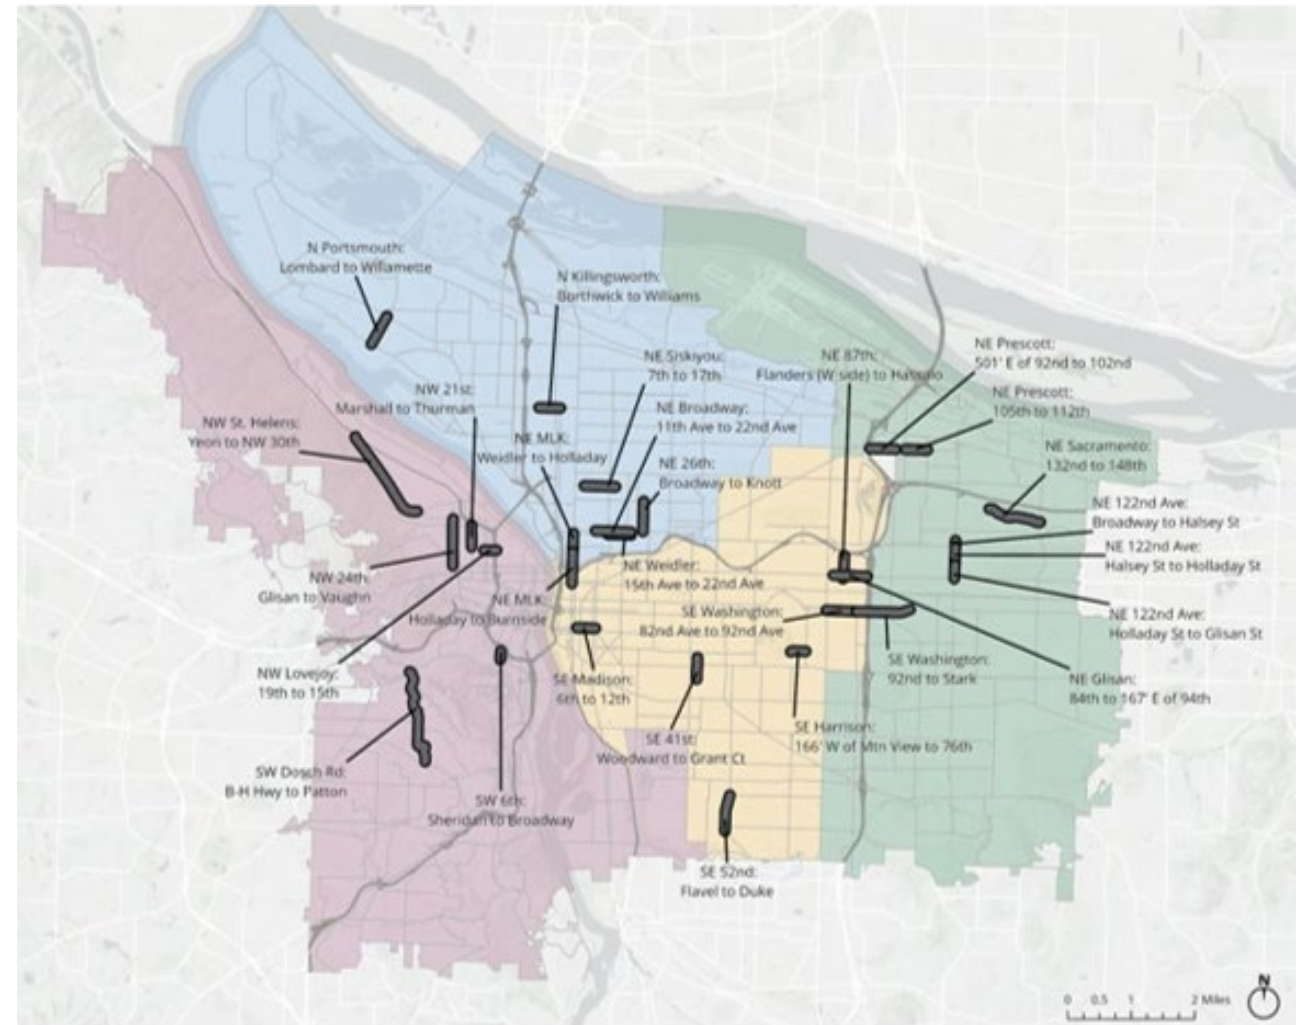 N Portsmouth:
Lombard to Willamette
N Killingsworth:
Borthwick to Williams
NE Siskiyou:
7th to 17th
NE 87th:
Flanders (W side) to Hassalo
NE Prescott:
501' E of 92nd to 102nd
NE Prescott:
105th to 112th
NW 21st:
Marshall to Thurman
NE Broadway:
11th Ave to 22nd Ave
NW St. Helens:
Yeon to NW 30th
NE MLK:
Weidler to Holladay
NE 26th:
Broadway to Knott
NE Sacramento:
132nd to 148th
NE 122nd Ave:
Broadway to Halsey St
NE 122nd Ave:
Halsey St to Holladay St
NE 122nd Ave:
Holladay St to Glisan St
NW 24th:
Glisan to Vaughn
NE Weidler:
15th Ave to 22nd Ave
NE MLK:
Holladay to Burnside
SE Washington:
82nd Ave to 92nd Ave
NW Lovejoy:
19th to 15th
SE Madison:
6th to 12th
SE Washington:
92nd to Stark
NE Glisan:
84th to 167' E of 94th
SE 41st:
Woodward to Grant Ct
SE Harrison:
166' W of Mtn View to 76th
SW Dosch Rd:
B-H Hwy to Patton
SW 6th:
Sheridan to Broadway
SE 52nd:
Flavel to Duke
N
0 0.5 1 2 Miles